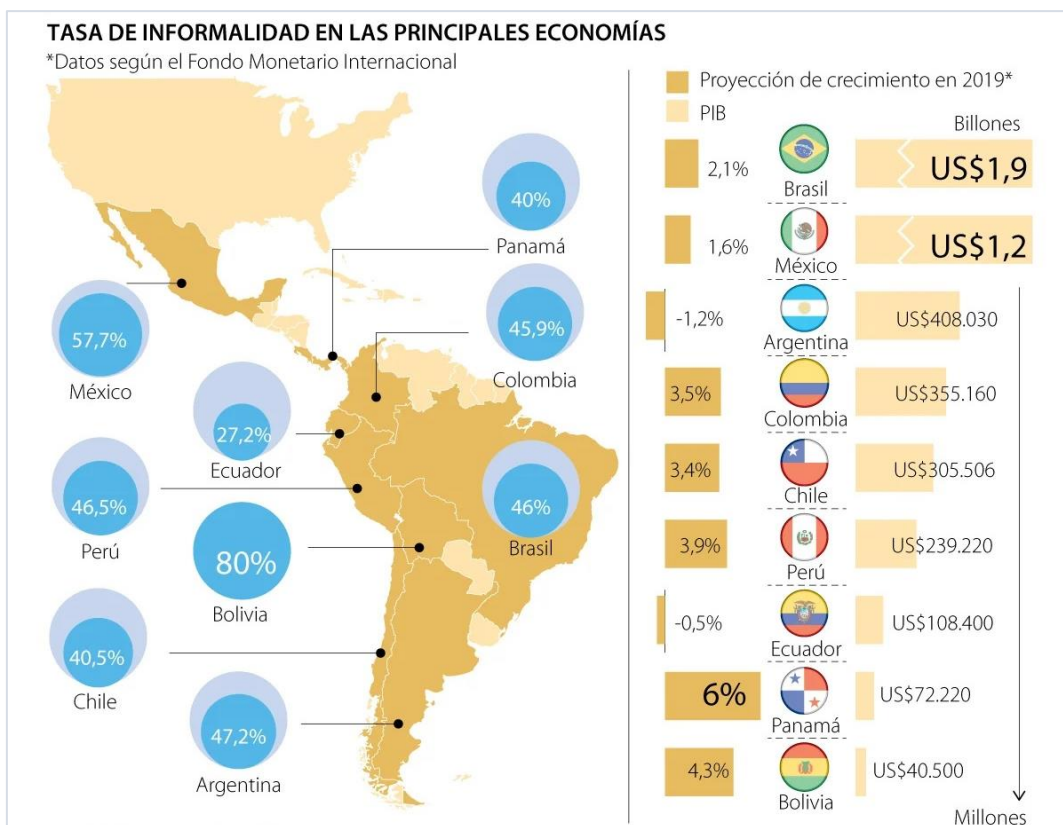 TASA DE INFORMALIDAD EN LAS PRINCIPALES ECONOMÍAS
*Datos según el Fondo Monetario Internacional
40%
Panamá
57,7%
México
45,9%
Colombia
27,2%
Ecuador
46,5%
Perú
46%
Brasil
80%
Bolivia
40,5%
Chile
47,2%
Argentina
Proyección de crecimiento en 2019*
PIB
Billones
2,1%
Brasil
US$1,9
1,6%
México
US$1,2
-1,2%
Argentina
US$408.030
3,5%
Colombia
US$355.160
3,4%
Chile
US$305.506
3,9%
Perú
US$239.220
-0,5%
Ecuador
US$108.400
6%
Panamá
US$72.220
4,3%
Bolivia
US$40.500
Millones